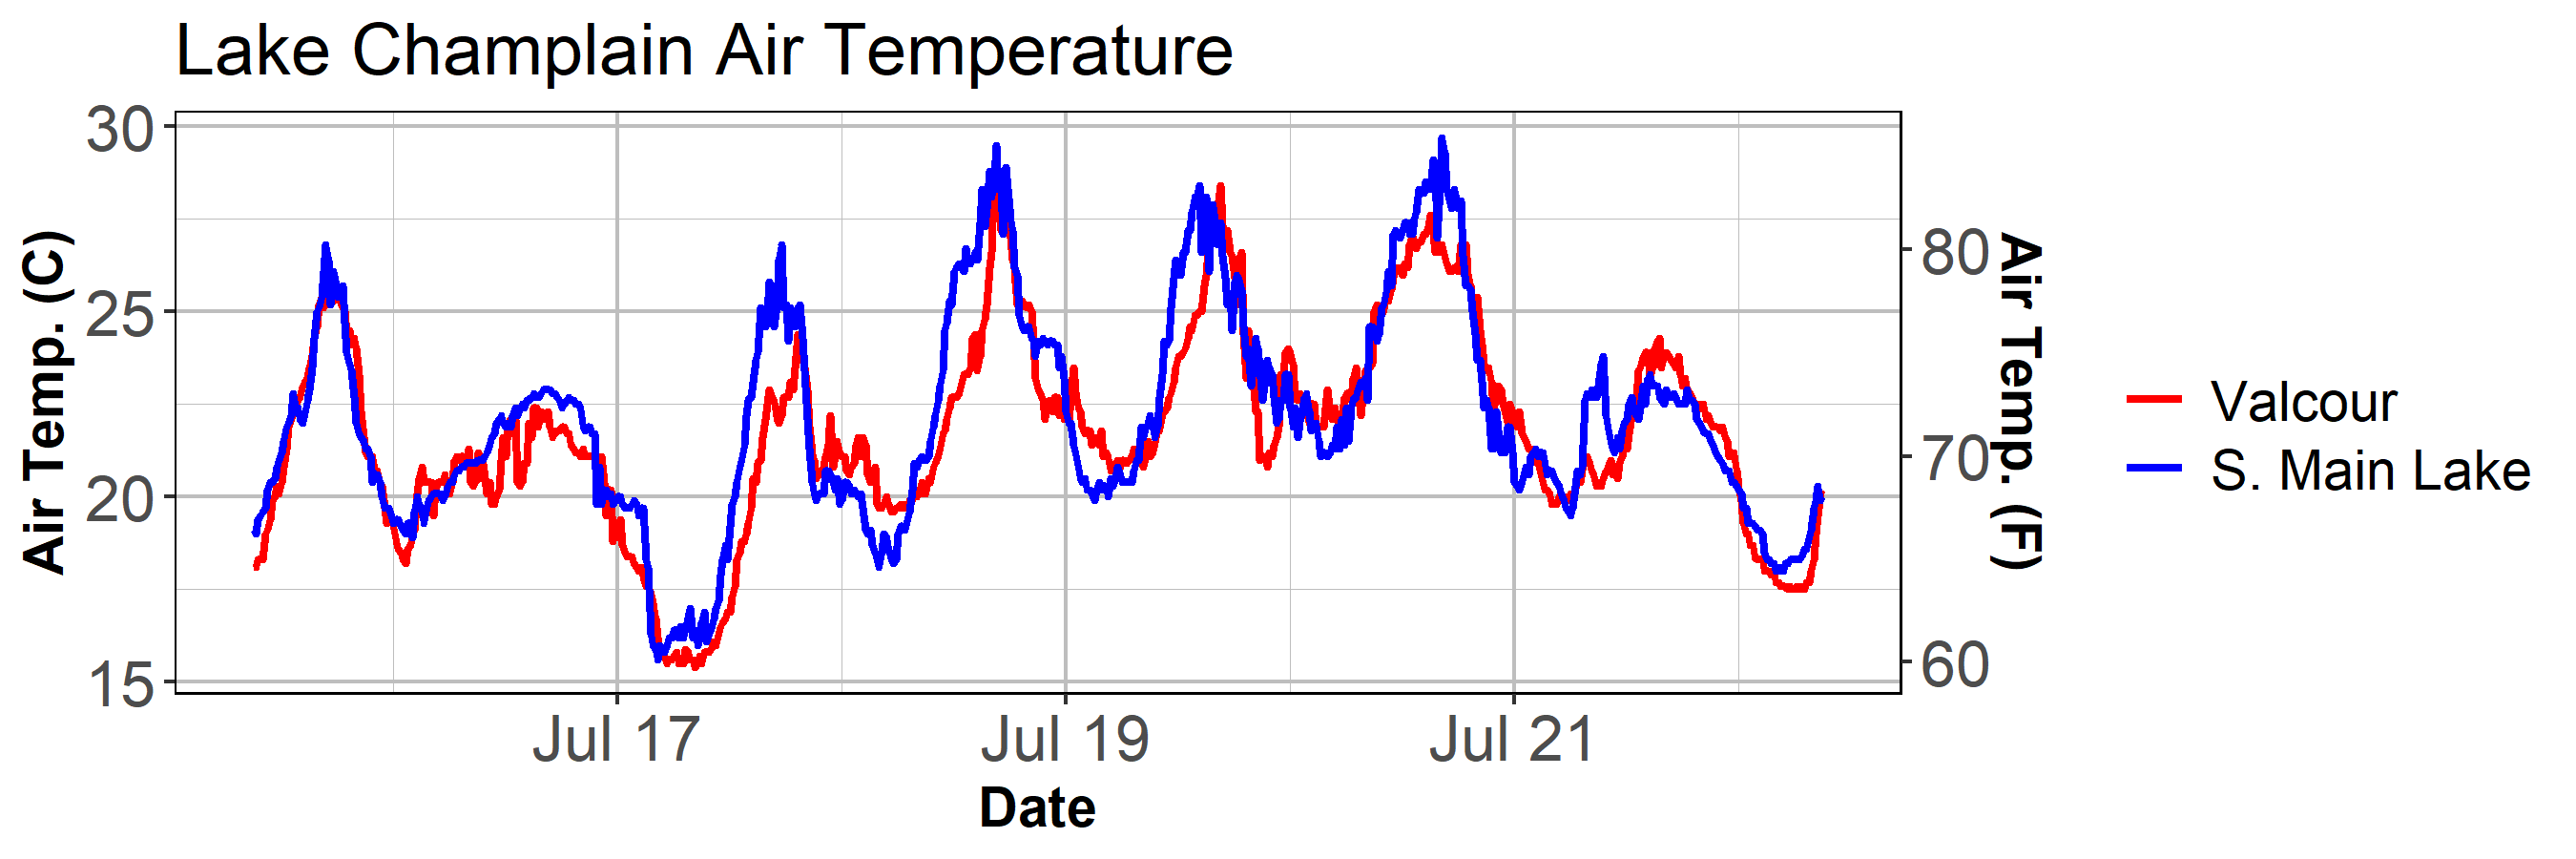 Lake Champlain Air Temperature
Air Temp. (C)
30
25
20
15
80
70
60
Air Temp. (F)
Jul 17
Jul 19
Jul 21
Date
Valcour
S. Main Lake